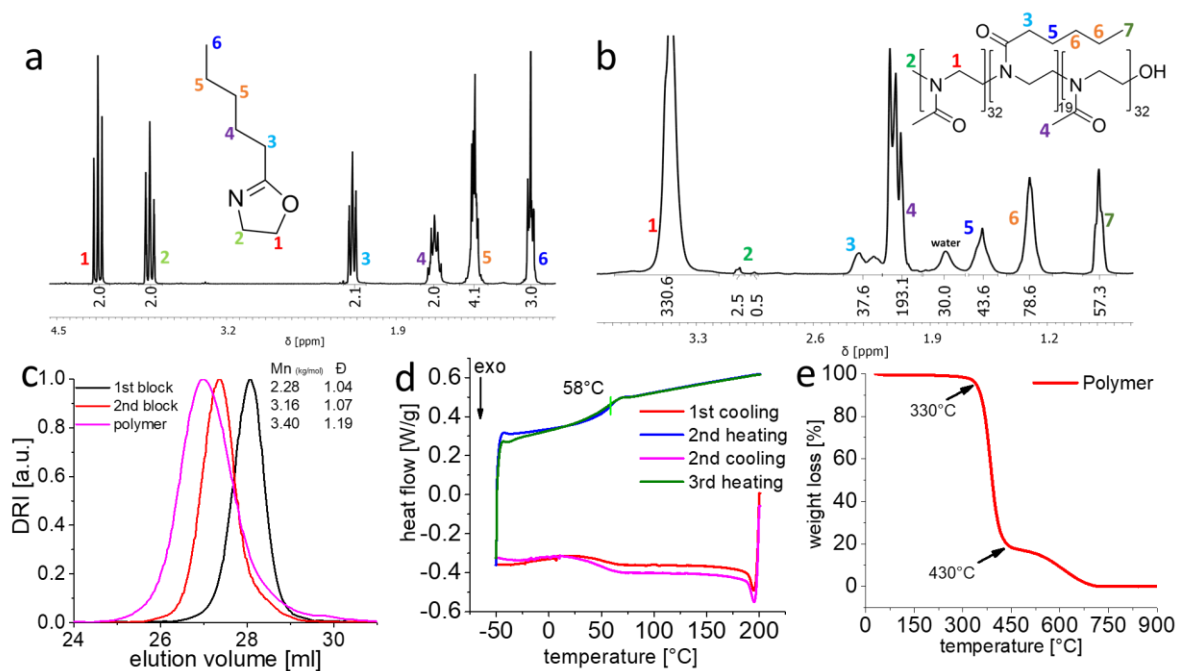 a
6
5
5
4
3
N
O
2
1
1
2
3
4
5
6
2.0
2.0
2.1
2.0
4.1
3.0
4.5
3.2
1.9
δ [ppm]
b
3
5
6
6
7
O
2
1
N
N
N
OH
32
19
32
O
4
O
1
2
3
4
water
5
6
7
330.6
2.5
0.5
37.6
193.1
30.0
43.6
78.6
57.3
3.3
2.6
1.9
1.2
δ [ppm]
c
Mn (kg/mol) Đ
1st block 2.28 1.04
2nd block 3.16 1.07
polymer 3.40 1.19
DRI [a.u.]
1.0
0.8
0.6
0.4
0.2
0.0
24 26 28 30
elution volume [ml]
d
exo
58°C
1st cooling
2nd heating
2nd cooling
3rd heating
heat flow [W/g]
0.6
0.4
0.2
0.0
-0.2
-0.4
-0.6
-50 0 50 100 150 200
temperature [°C]
e
Polymer
330°C
430°C
weight loss [%]
100
80
60
40
20
0
0 150 300 450 600 750 900
temperature [°C]